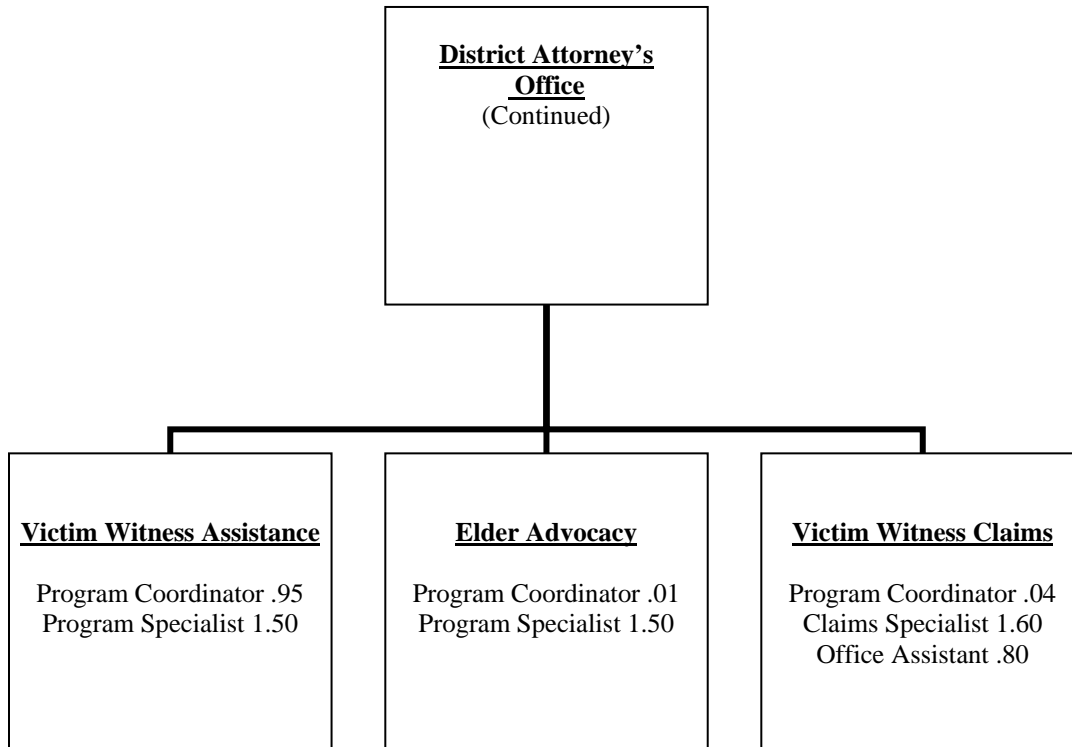 District Attorney’s
Office
(Continued)
Victim Witness Assistance
Program Coordinator .95
Program Specialist 1.50
Elder Advocacy
Program Coordinator .01
Program Specialist 1.50
Victim Witness Claims
Program Coordinator .04
Claims Specialist 1.60
Office Assistant .80